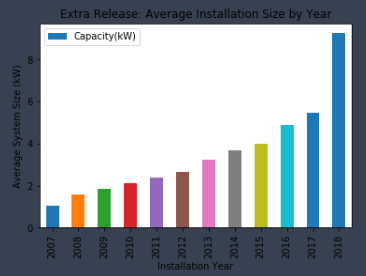 Extra Release: Average Installation Size by Year
Capacity(kW)
Average System Size (kW)
8
6
4
2
0
2007 2008 2009 2010 2011 2012 2013 2014 2015 2016 2017 2018
Installation Year